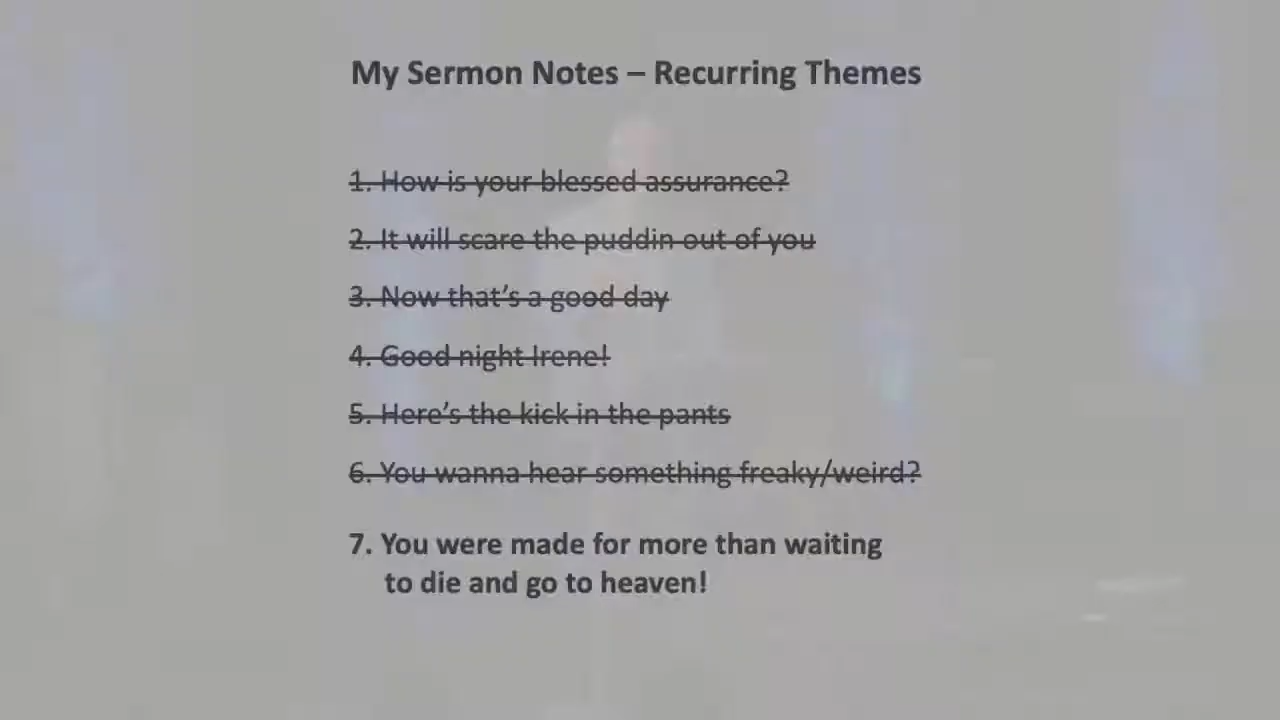 My Sermon Notes – Recurring Themes
1. How is your blessed assurance?
2. It will scare the puddin out of you
3. Now that’s a good day
4. Good night Irene!
5. Here’s the kick in the pants
6. You wanna hear something freaky/weird?
7. You were made for more than waiting
to die and go to heaven!